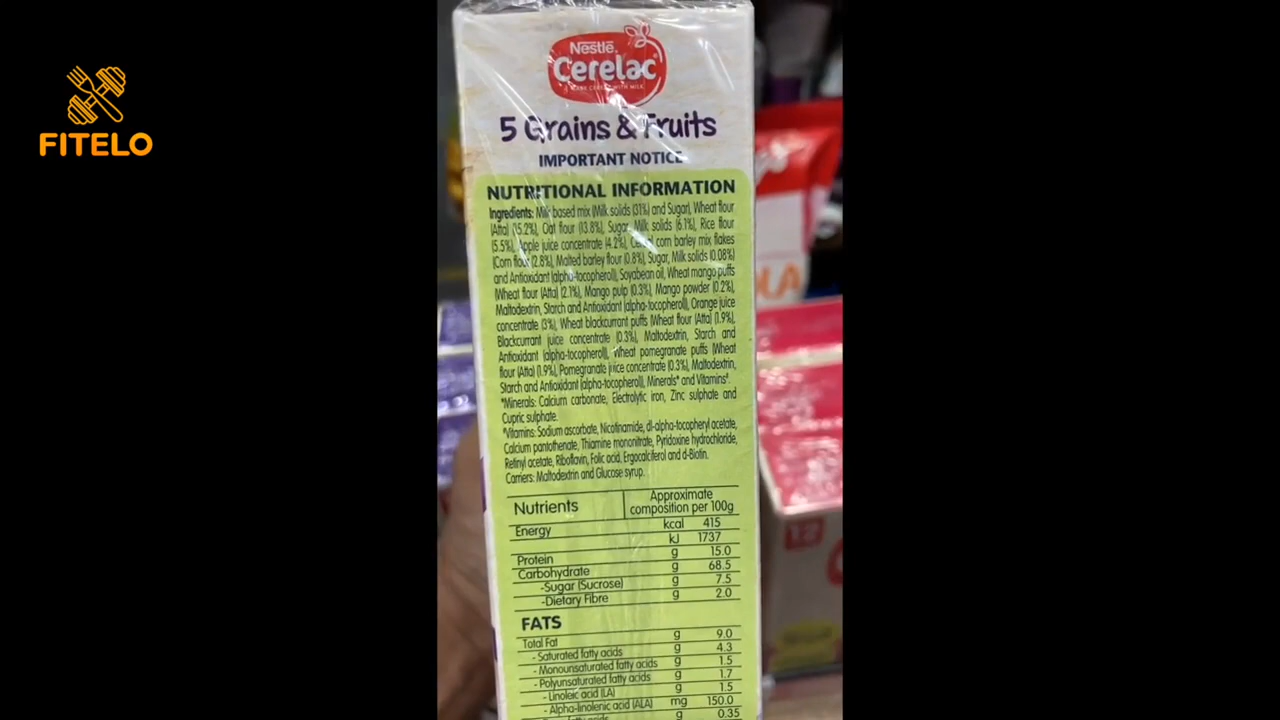 FITELO
Nestlé
Cerelac
5 Grains & Fruits
IMPORTANT NOTICE
NUTRITIONAL INFORMATION
Ingredients: Milk based mix (Milk solids (31%) and Sugar), Wheat flour
(Atta) (15.2%), Oat flour (13.8%), Sugar, Milk solids (6.1%), Rice flour
(5.5%), Apple juice concentrate (4.2%), corn barley mix flakes
(Corn flour (2.8%), Malted barley flour (0.8%), Sugar, Milk solids (0.08%)
and Antioxidant (alpha-tocopherol), Soyabean oil, Wheat mango puffs
(Wheat flour (Atta) (2.1%), Mango pulp (0.3%), Mango powder (0.2%),
Maltodextrin, Starch and Antioxidant (alpha-tocopherol), Orange juice
concentrate (3%), Wheat blackcurrant puffs (Wheat flour (Atta) (1.9%),
Blackcurrant juice concentrate (0.3%), Maltodextrin, Starch and
Antioxidant (alpha-tocopherol), Wheat pomegranate puffs (Wheat
flour (Atta) (1.9%), Pomegranate juice concentrate (0.3%), Maltodextrin,
Starch and Antioxidant (alpha-tocopherol), Minerals* and Vitamins#.
*Minerals: Calcium carbonate, Electrolytic iron, Zinc sulphate and
Cupric sulphate.
#Vitamins: Sodium ascorbate, Nicotinamide, dl-alpha-tocopheryl acetate,
Calcium pantothenate, Thiamine mononitrate, Pyridoxine hydrochloride,
Retinyl acetate, Riboflavin, Folic acid, Ergocalciferol and d-Biotin.
Carriers: Maltodextrin and Glucose syrup.
Nutrients Approximate
composition per 100g
Energy kcal 415
kJ 1737
Protein g 15.0
Carbohydrate g 68.5
-Sugar (Sucrose) g 7.5
-Dietary Fibre g 2.0
FATS
Total Fat g 9.0
- Saturated fatty acids g 4.3
- Monounsaturated fatty acids g 1.5
- Polyunsaturated fatty acids g 1.7
- Linoleic acid (LA) g 1.5
- Alpha-linolenic acid (ALA) mg 150.0
g 0.35
12